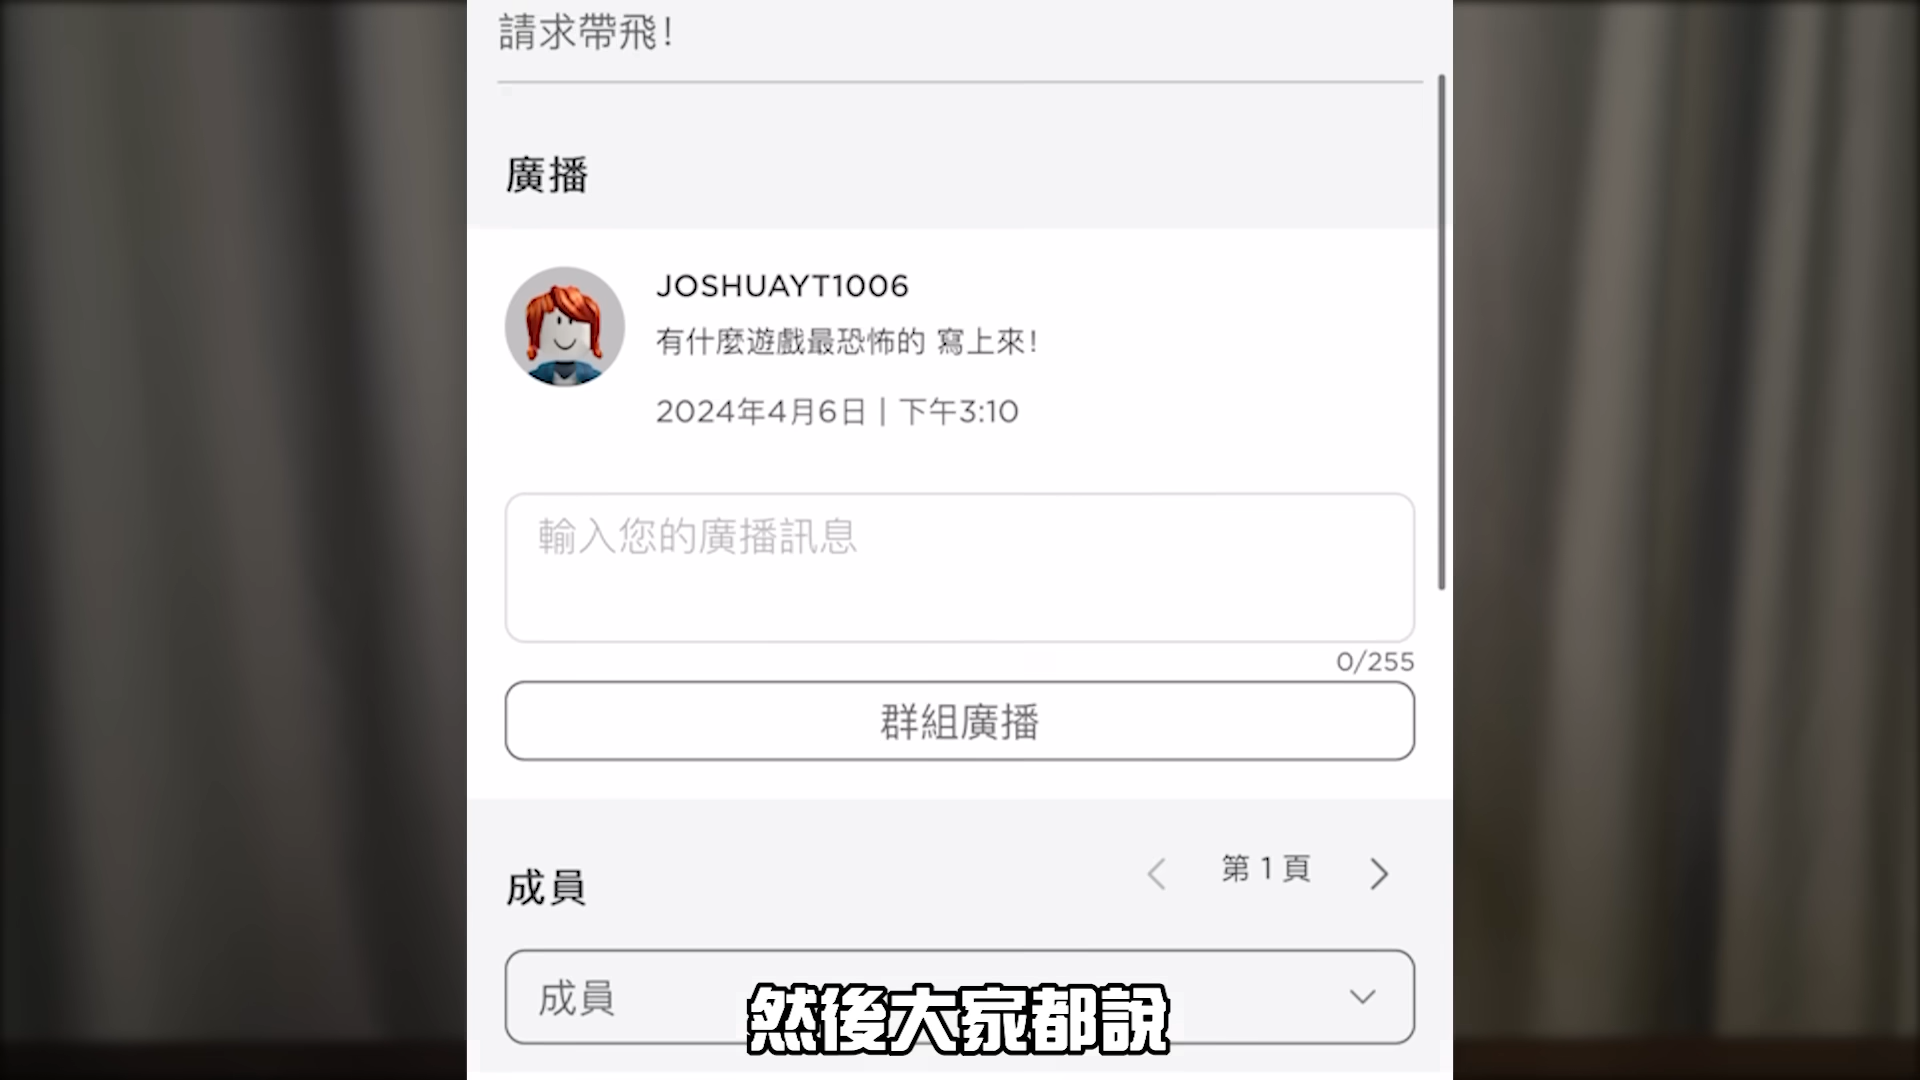 請求帶飛！
廣播
JOSHUAYT1006
有什麼遊戲最恐怖的 寫上來！
2024年4月6日 | 下午3:10
輸入您的廣播訊息
0/255
群組廣播
成員
第 1 頁
成員
然後大家都說